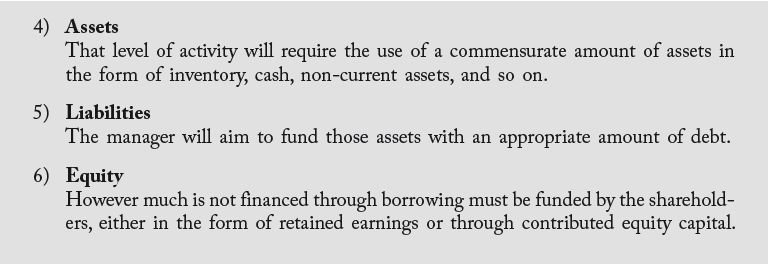 4) Assets
That level of activity will require the use of a commensurate amount of assets in
the form of inventory, cash, non-current assets, and so on.
5) Liabilities
The manager will aim to fund those assets with an appropriate amount of debt.
6) Equity
However much is not financed through borrowing must be funded by the sharehold-
ers, either in the form of retained earnings or through contributed equity capital.